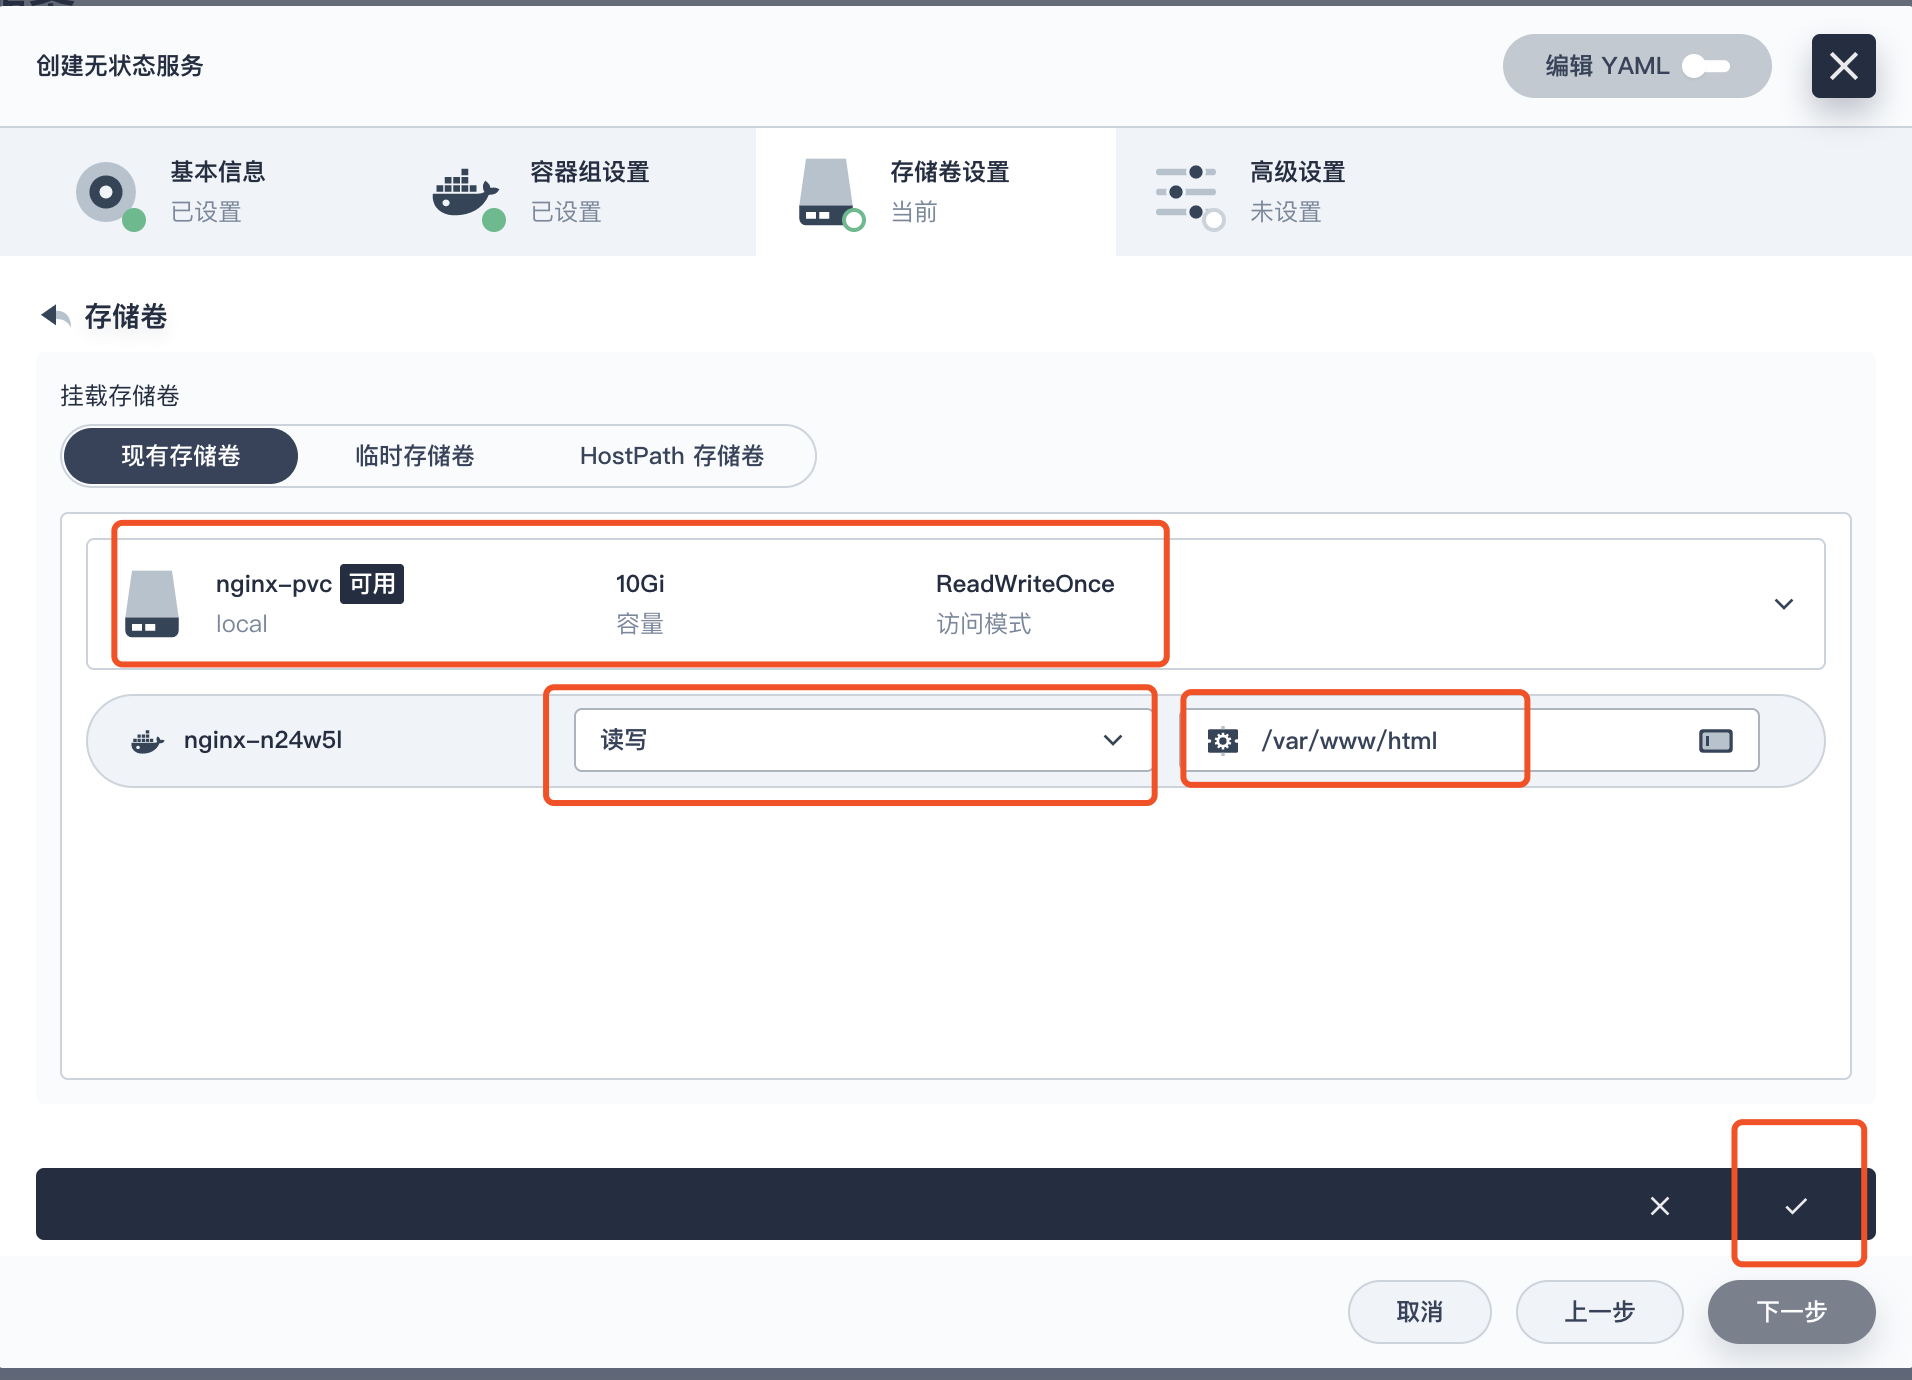 创建无状态服务
编辑 YAML
基本信息
已设置
容器组设置
已设置
存储卷设置
当前
高级设置
未设置
存储卷
挂载存储卷
现有存储卷
临时存储卷
HostPath 存储卷
nginx-pvc 可用
local
10Gi
容量
ReadWriteOnce
访问模式
nginx-n24w5l
读写
/var/www/html
取消
上一步
下一步